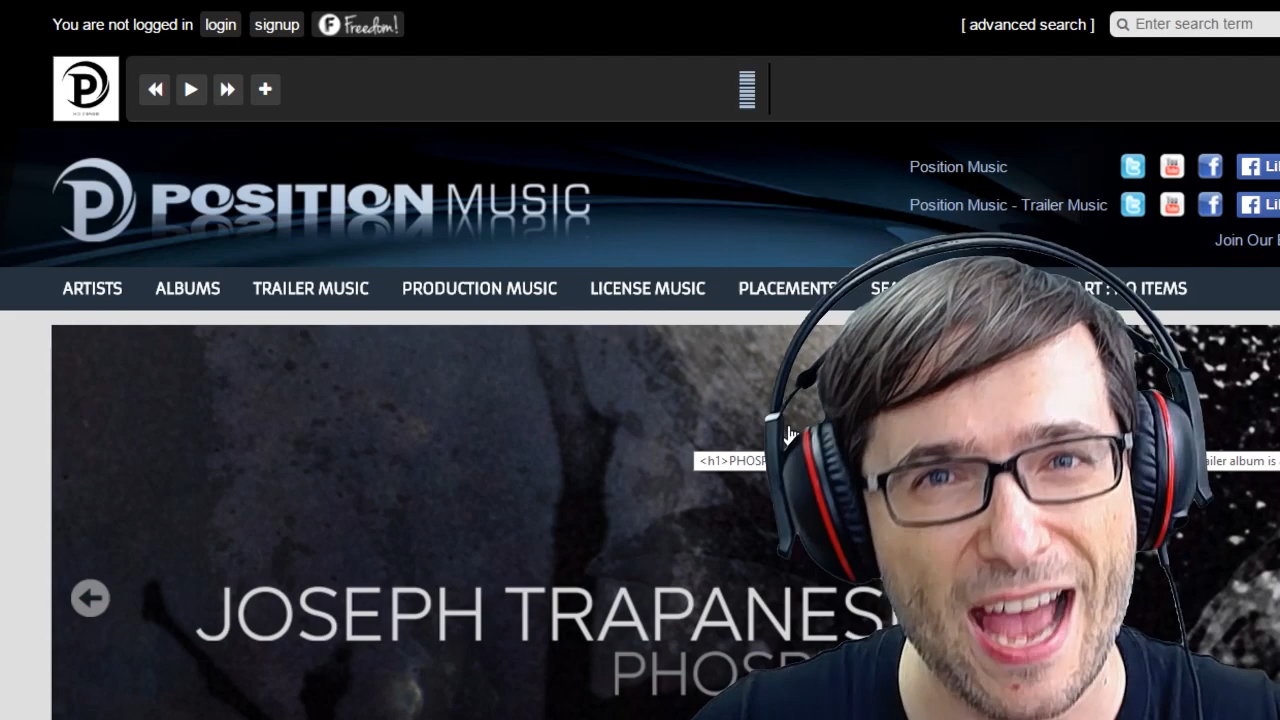 You are not logged in login signup Freedom! [ advanced search ] Enter search term
Position Music
POSITION MUSIC
Position Music - Trailer Music
Join Our
ARTISTS ALBUMS TRAILER MUSIC PRODUCTION MUSIC LICENSE MUSIC PLACEMENTS ITEMS
<h1>PHOSP
ailer album is
JOSEPH TRAPANES
PHOSP